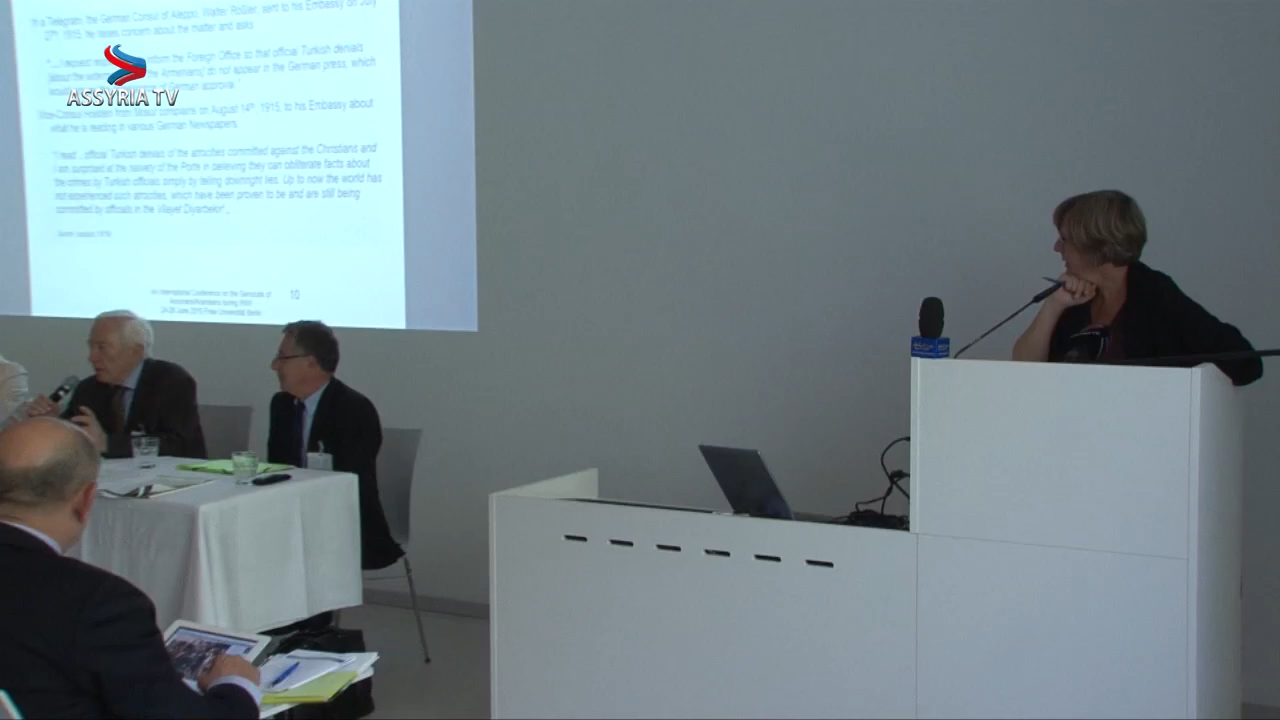 In a Telegram, the German Consul of Aleppo, Walter Rößler, sent to his Embassy on July
27th 1915, he raises concern about the matter and asks
inform the Foreign Office so that official Turkish denials
the Armenians) do not appear in the German press, which
of German approval."
from Mosul complains on August 14th, 1915, to his Embassy about
what he is reading in various German Newspapers,
"I read... official Turkish denials of the atrocities committed against the Christians and
I am surprised at the naivety of the Porte in believing they can obliterate facts about
the crimes by Turkish officials simply by telling downright lies. Up to now the world has
not experienced such atrocities, which have been proven to be and are still being
committed by officials in the Vilayet Diyarbekir"
International Conference on the Genocide of
during WWI
24-28 June 2015 Freie Universität Berlin
10
ASSYRIA TV